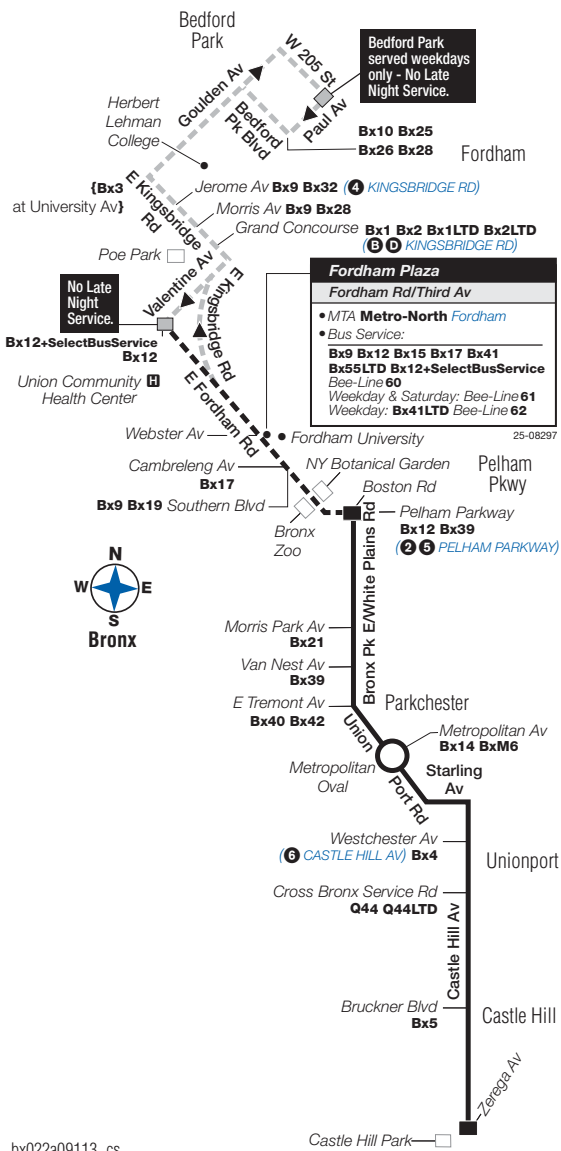 Bedford
Park
W 205 St
Bedford Park
served weekdays
only - No Late
Night Service.
Goulden Av
Paul Av
Bedford
Pk Blvd
Herbert
Lehman
College
Bx10 Bx25
Bx26 Bx28
Fordham
{Bx3
at University Av}
E Kingsbridge
Rd
Jerome Av Bx9 Bx32 (4 KINGSBRIDGE RD)
Morris Av Bx9 Bx28
Grand Concourse Bx1 Bx2 Bx1LTD Bx2LTD
(B D KINGSBRIDGE RD)
Poe Park
Valentine Av
E Kingsbridge Rd
No Late
Night
Service.
Bx12+SelectBusService
Bx12
Union Community H
Health Center
E Fordham Rd
Fordham Plaza
Fordham Rd/Third Av
• MTA Metro-North Fordham
• Bus Service:
Bx9 Bx12 Bx15 Bx17 Bx41
Bx55LTD Bx12+SelectBusService
Bee-Line 60
Weekday & Saturday: Bee-Line 61
Weekday: Bx41LTD Bee-Line 62
25-08297
Webster Av
Fordham University
Cambreleng Av
Bx17
NY Botanical Garden
Pelham
Pkwy
Bx9 Bx19 Southern Blvd
Boston Rd
Bronx
Zoo
Pelham Parkway
Bx12 Bx39
(2 5 PELHAM PARKWAY)
N
W E
S
Bronx
Bronx Pk E/White Plains Rd
Morris Park Av
Bx21
Van Nest Av
Bx39
E Tremont Av
Bx40 Bx42
Parkchester
Union
Port Rd
Metropolitan Av
Bx14 BxM6
Metropolitan
Oval
Starling
Av
Westchester Av
(6 CASTLE HILL AV) Bx4
Unionport
Cross Bronx Service Rd
Q44 Q44LTD
Castle Hill Av
Bruckner Blvd
Bx5
Castle Hill
Zerega Av
Castle Hill Park
bx022a09113_cs